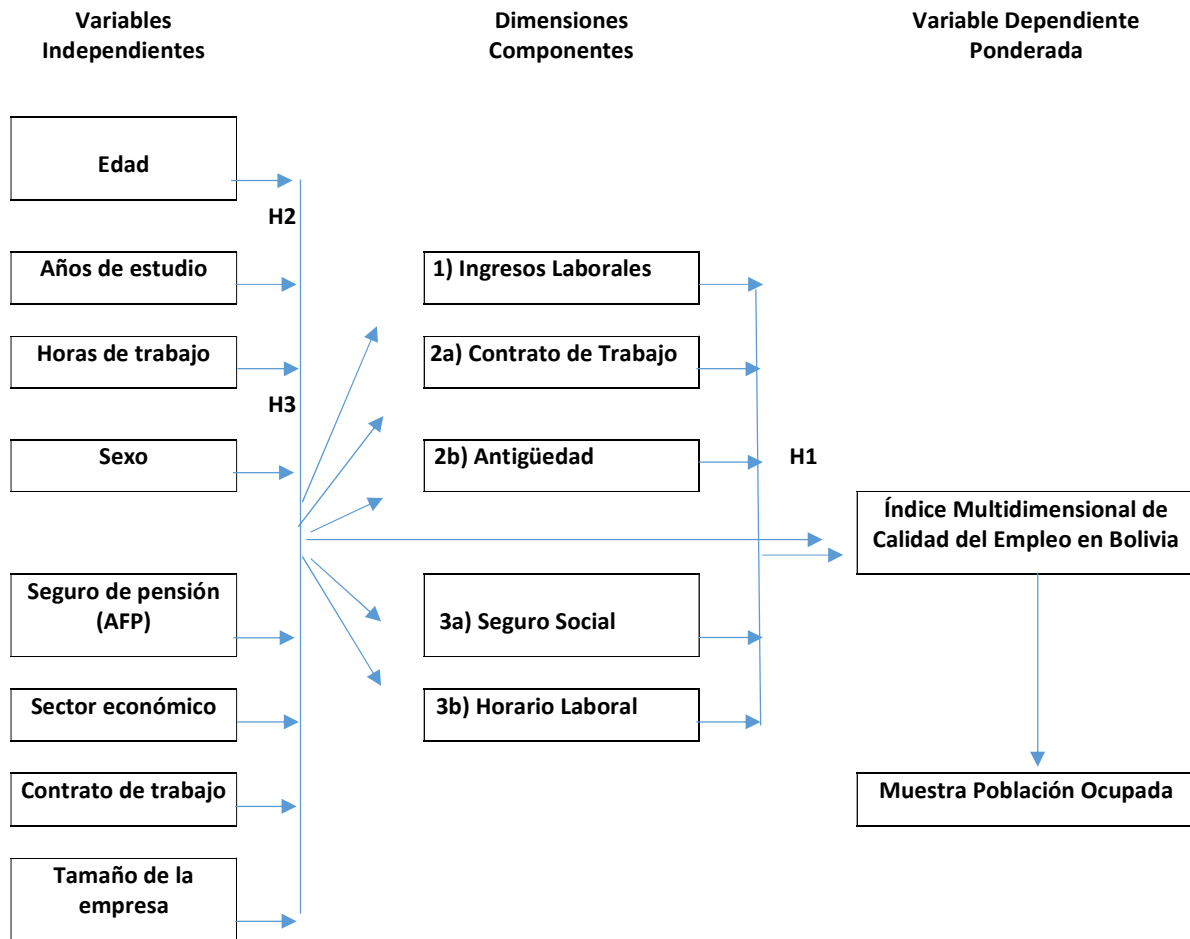 Variables
Independientes
Dimensiones
Componentes
Variable Dependiente
Ponderada
Edad
H2
Años de estudio
Horas de trabajo
H3
Sexo
Seguro de pensión
(AFP)
Sector económico
Contrato de trabajo
Tamaño de la
empresa
1) Ingresos Laborales
2a) Contrato de Trabajo
2b) Antigüedad
3a) Seguro Social
3b) Horario Laboral
H1
Índice Multidimensional de
Calidad del Empleo en Bolivia
Muestra Población Ocupada